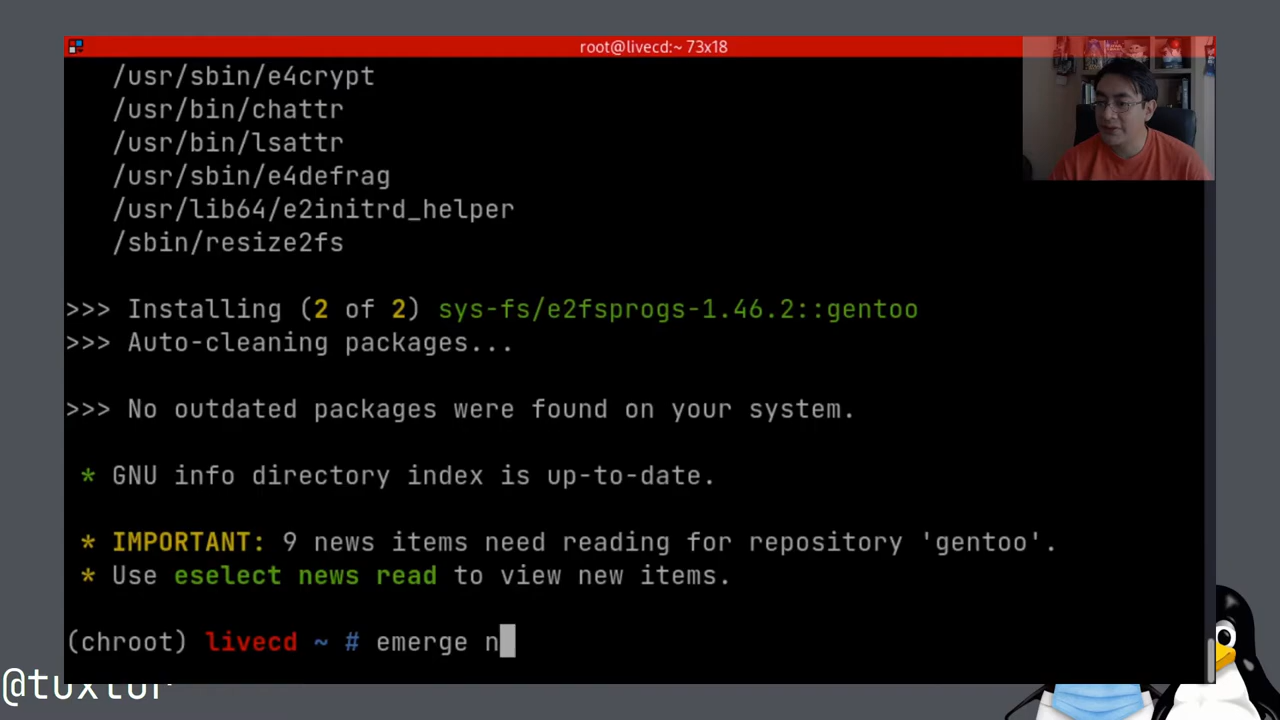 root@livecd:~ 73x18
/usr/sbin/e4crypt
/usr/bin/chattr
/usr/bin/lsattr
/usr/sbin/e4defrag
/usr/lib64/e2initrd_helper
/sbin/resize2fs
>>> Installing (2 of 2) sys-fs/e2fsprogs-1.46.2::gentoo
>>> Auto-cleaning packages...
>>> No outdated packages were found on your system.
* GNU info directory index is up-to-date.
* IMPORTANT: 9 news items need reading for repository 'gentoo'.
* Use eselect news read to view new items.
(chroot) livecd ~ # emerge n